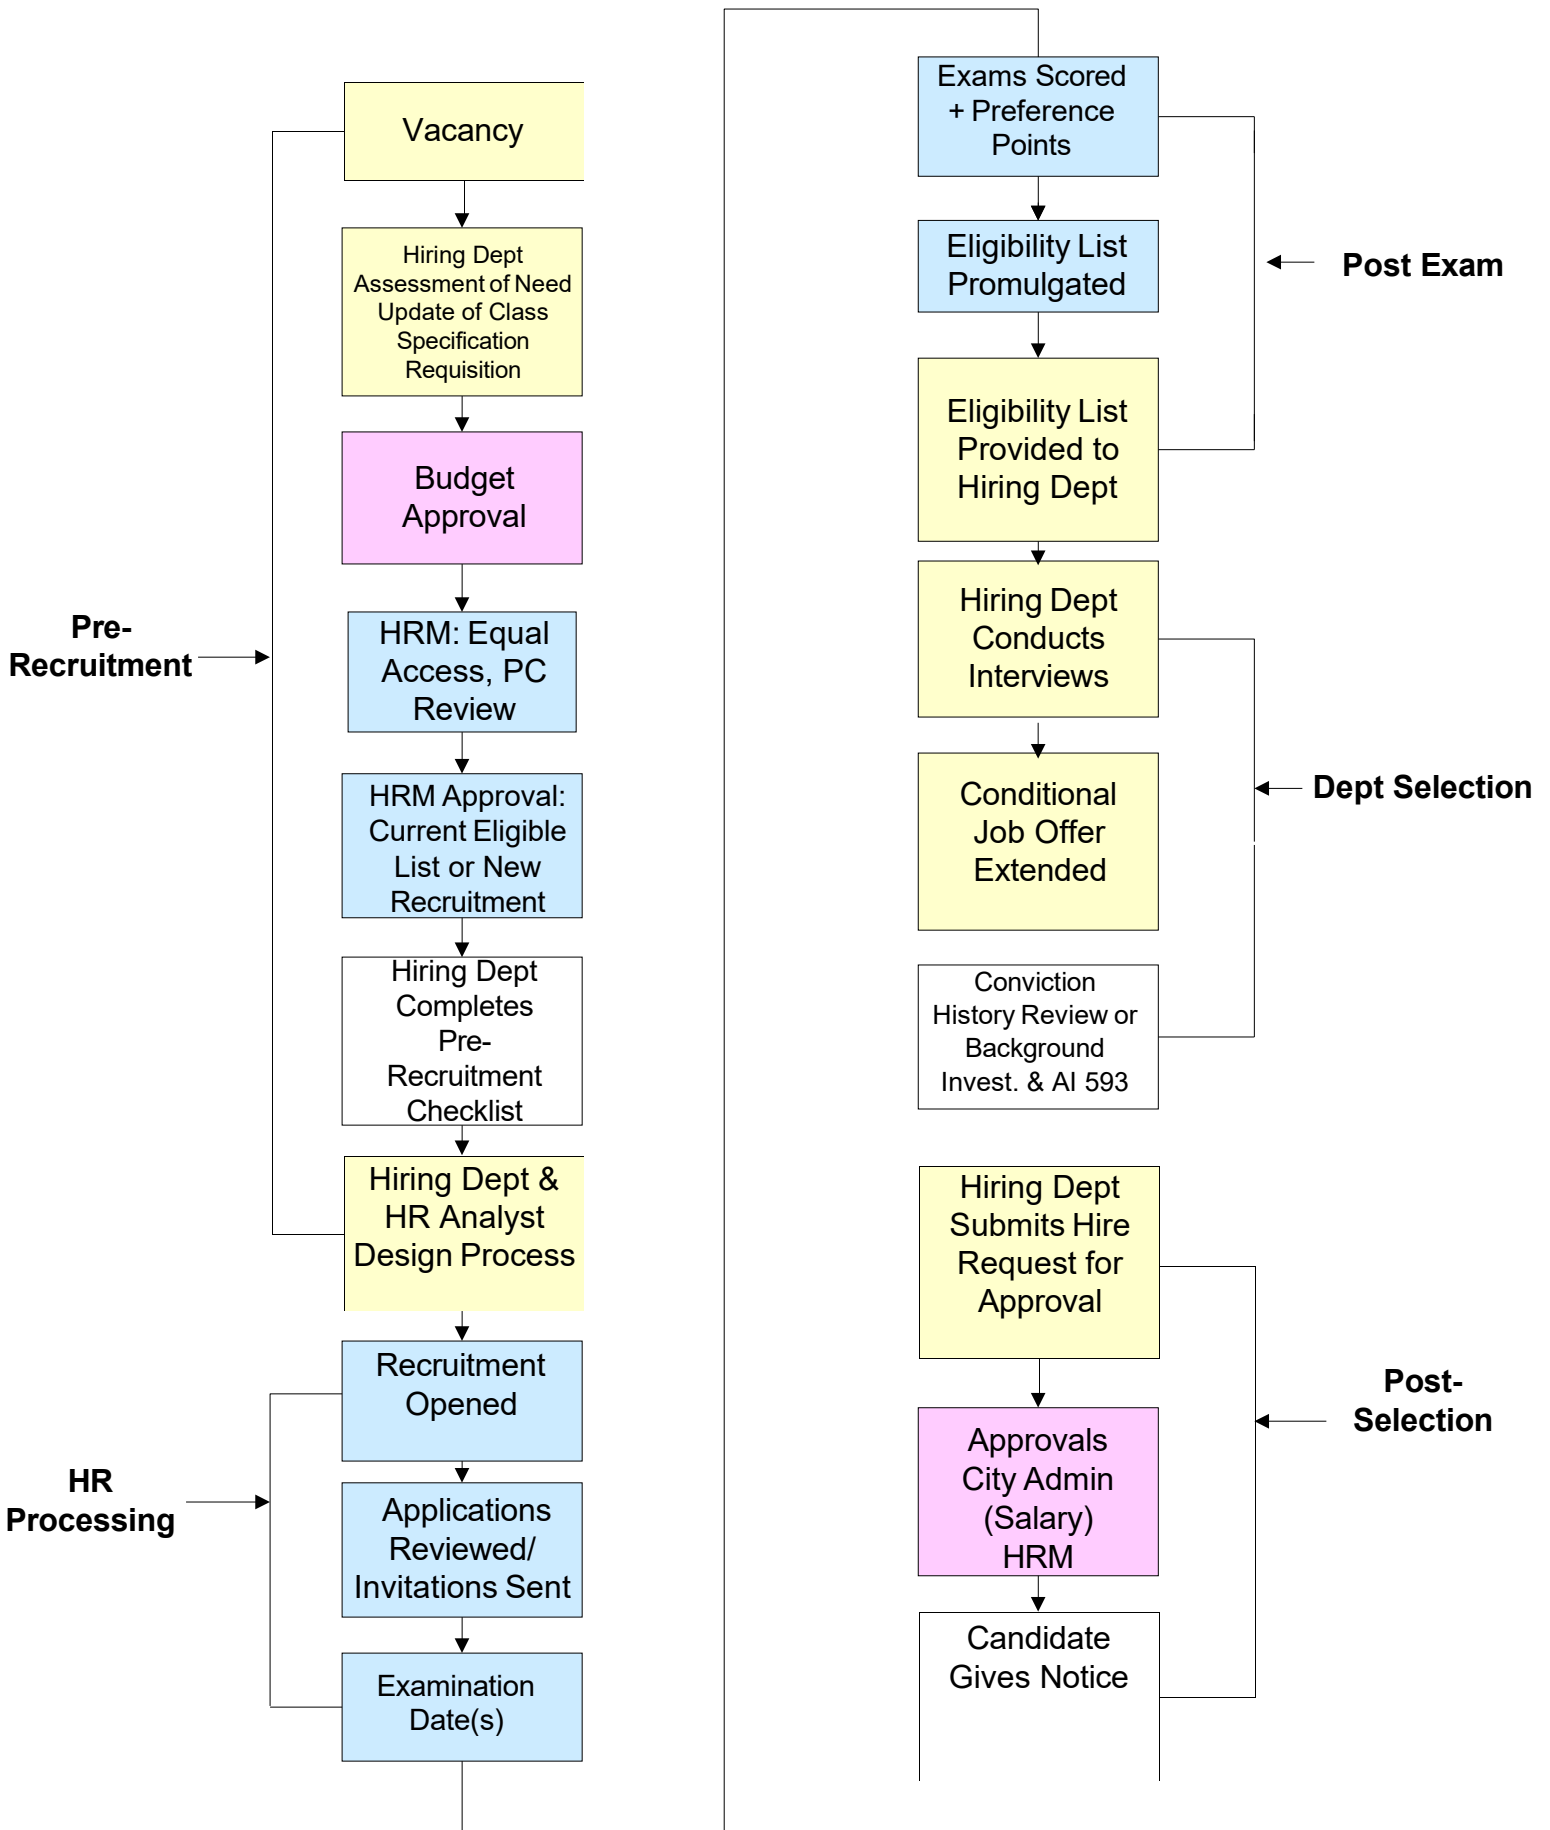 Vacancy
Hiring Dept
Assessment of Need
Update of Class
Specification
Requisition
Budget
Approval
Pre-
Recruitment
HRM: Equal
Access, PC
Review
HRM Approval:
Current Eligible
List or New
Recruitment
Hiring Dept
Completes
Pre-
Recruitment
Checklist
Hiring Dept &
HR Analyst
Design Process
Recruitment
Opened
HR
Processing
Applications
Reviewed/
Invitations Sent
Examination
Date(s)
Exams Scored
+ Preference
Points
Eligibility List
Promulgated
Post Exam
Eligibility List
Provided to
Hiring Dept
Hiring Dept
Conducts
Interviews
Dept Selection
Conditional
Job Offer
Extended
Conviction
History Review or
Background
Invest. & AI 593
Hiring Dept
Submits Hire
Request for
Approval
Post-
Selection
Approvals
City Admin
(Salary)
HRM
Candidate
Gives Notice